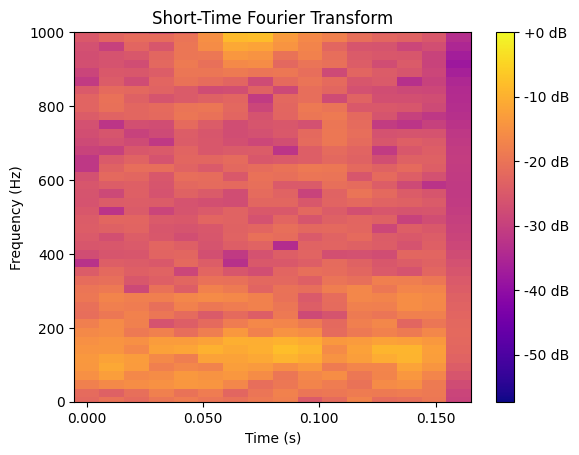 Short-Time Fourier Transform
1000
800
600
400
200
0
Frequency (Hz)
0.000
0.050
0.100
0.150
Time (s)
+0 dB
-10 dB
-20 dB
-30 dB
-40 dB
-50 dB